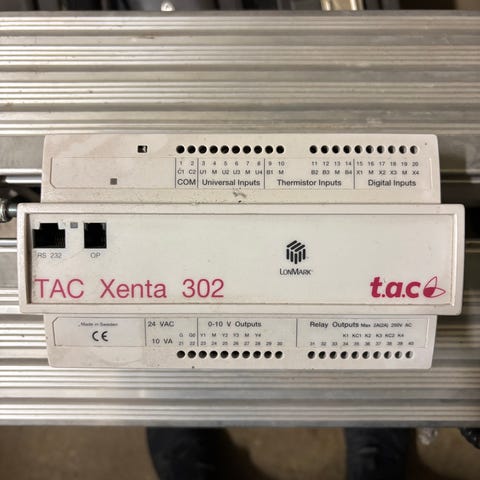 1 2 3 4 5 6 7 8 9 10 11 12 13 14 15 16 17 18 19 20
C1 C2 U1 M U2 U3 M U4 B1 M B2 B3 M B4 X1 X2 M X3 M X4
COM Universal Inputs Thermistor Inputs Digital Inputs
RS 232 OP
LONMARK
TAC Xenta 302
t.a.c
Made in Sweden 24 VAC 0-10 V Outputs Relay Outputs Max 2A(2A) 250V AC
CE 10 VA G G0 Y1 M Y2 Y3 M Y4 K1 KC1 K2 K3 KC2 K4
21 22 23 24 25 26 27 28 29 30 31 32 33 34 35 36 37 38 39 40